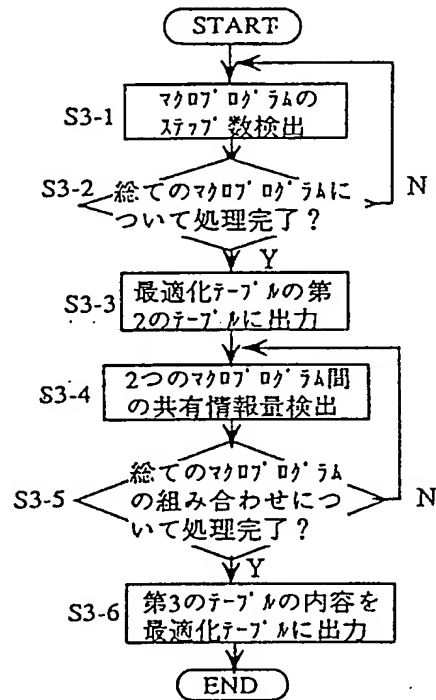 START
S3-1
マクロプログラムの
ステップ数検出
S3-2
総てのマクロプログラムに
ついて処理完了？
N
Y
S3-3
最適化テーブルの第
2のテーブルに出力
S3-4
2つのマクロプログラム間
の共有情報量検出
S3-5
総てのマクロプログラム
の組み合わせにつ
いて処理完了？
N
Y
S3-6
第3のテーブルの内容を
最適化テーブルに出力
END